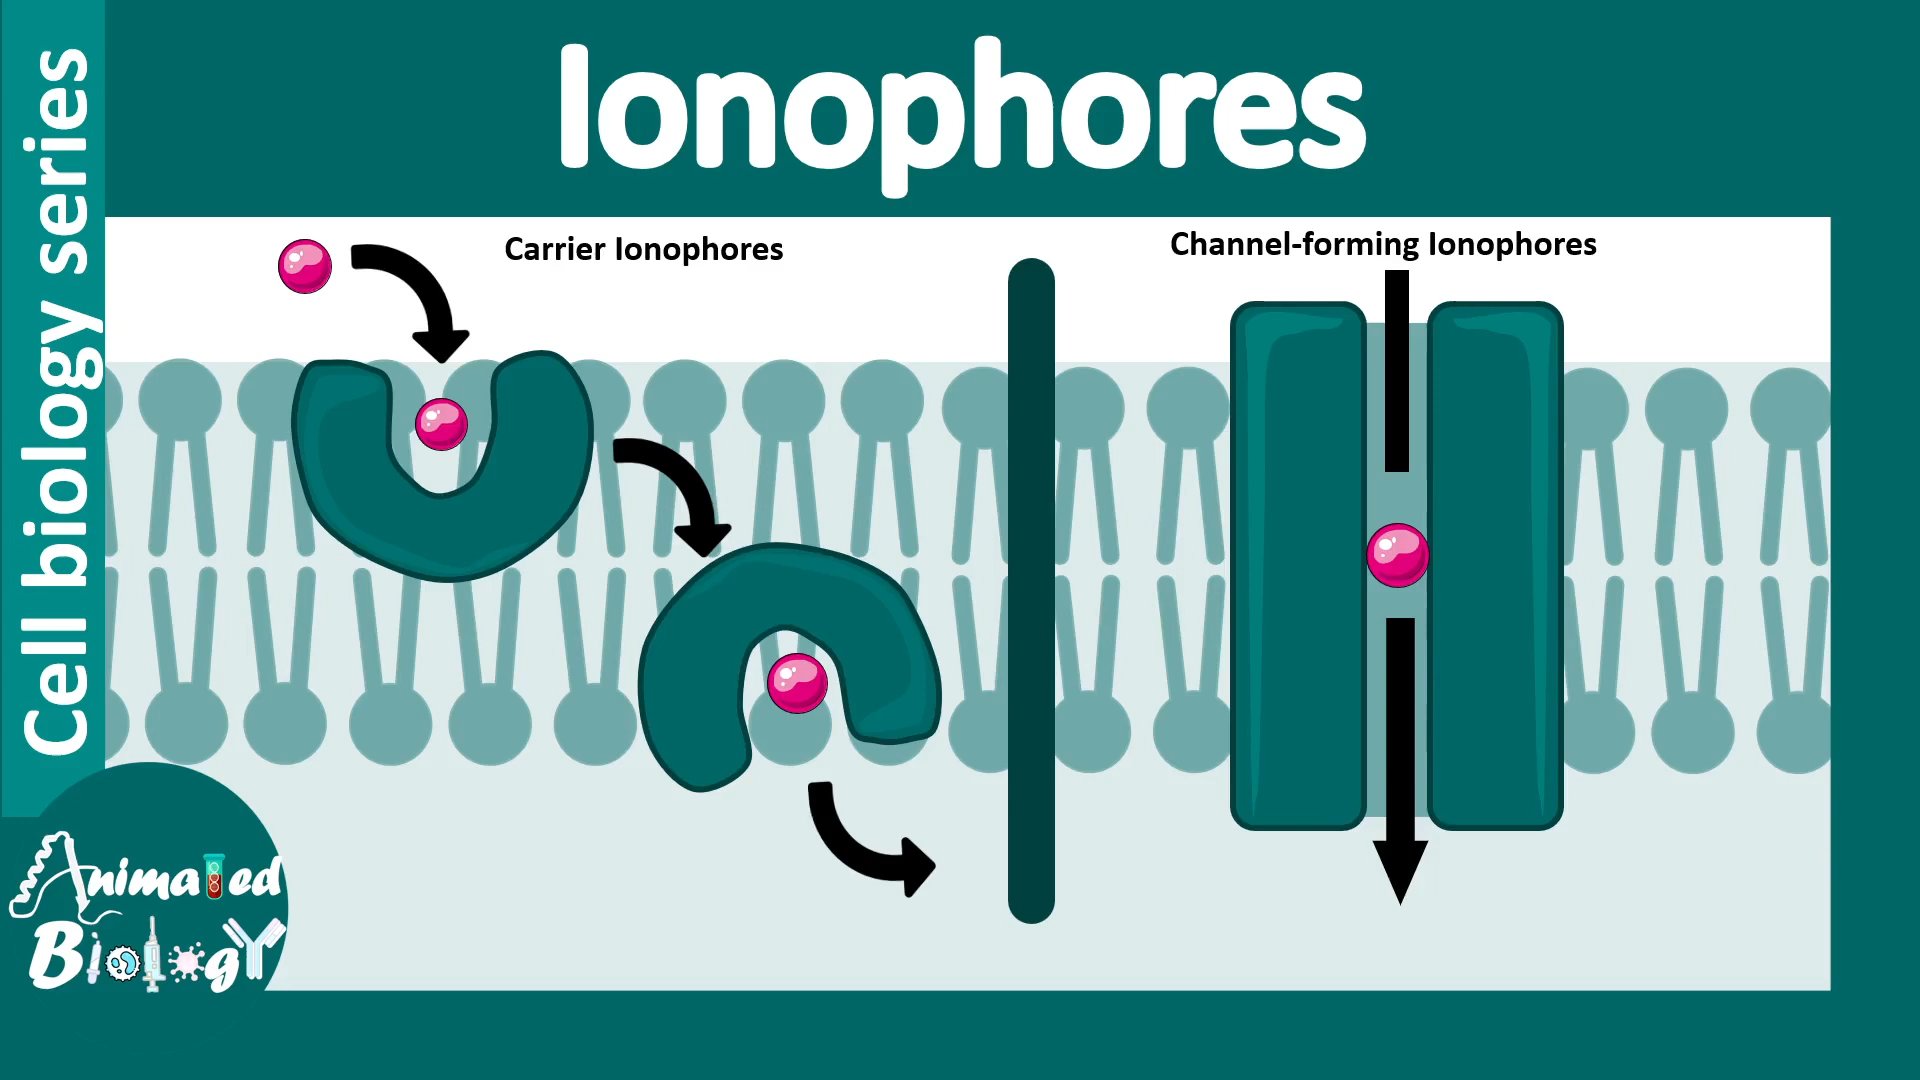 Ionophores
Cell biology series
Carrier Ionophores
Channel-forming Ionophores
Animated
Biology